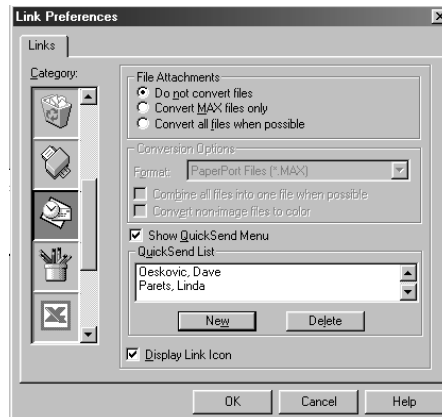 Link Preferences
Links
Category:
File Attachments
Do not convert files
Convert MAX files only
Convert all files when possible
Conversion Options
Format: PaperPort Files (*.MAX)
Combine all files into one file when possible
Convert non-image files to color
Show QuickSend Menu
QuickSend List
Oeskovic, Dave
Parets, Linda
New Delete
Display Link Icon
OK Cancel Help